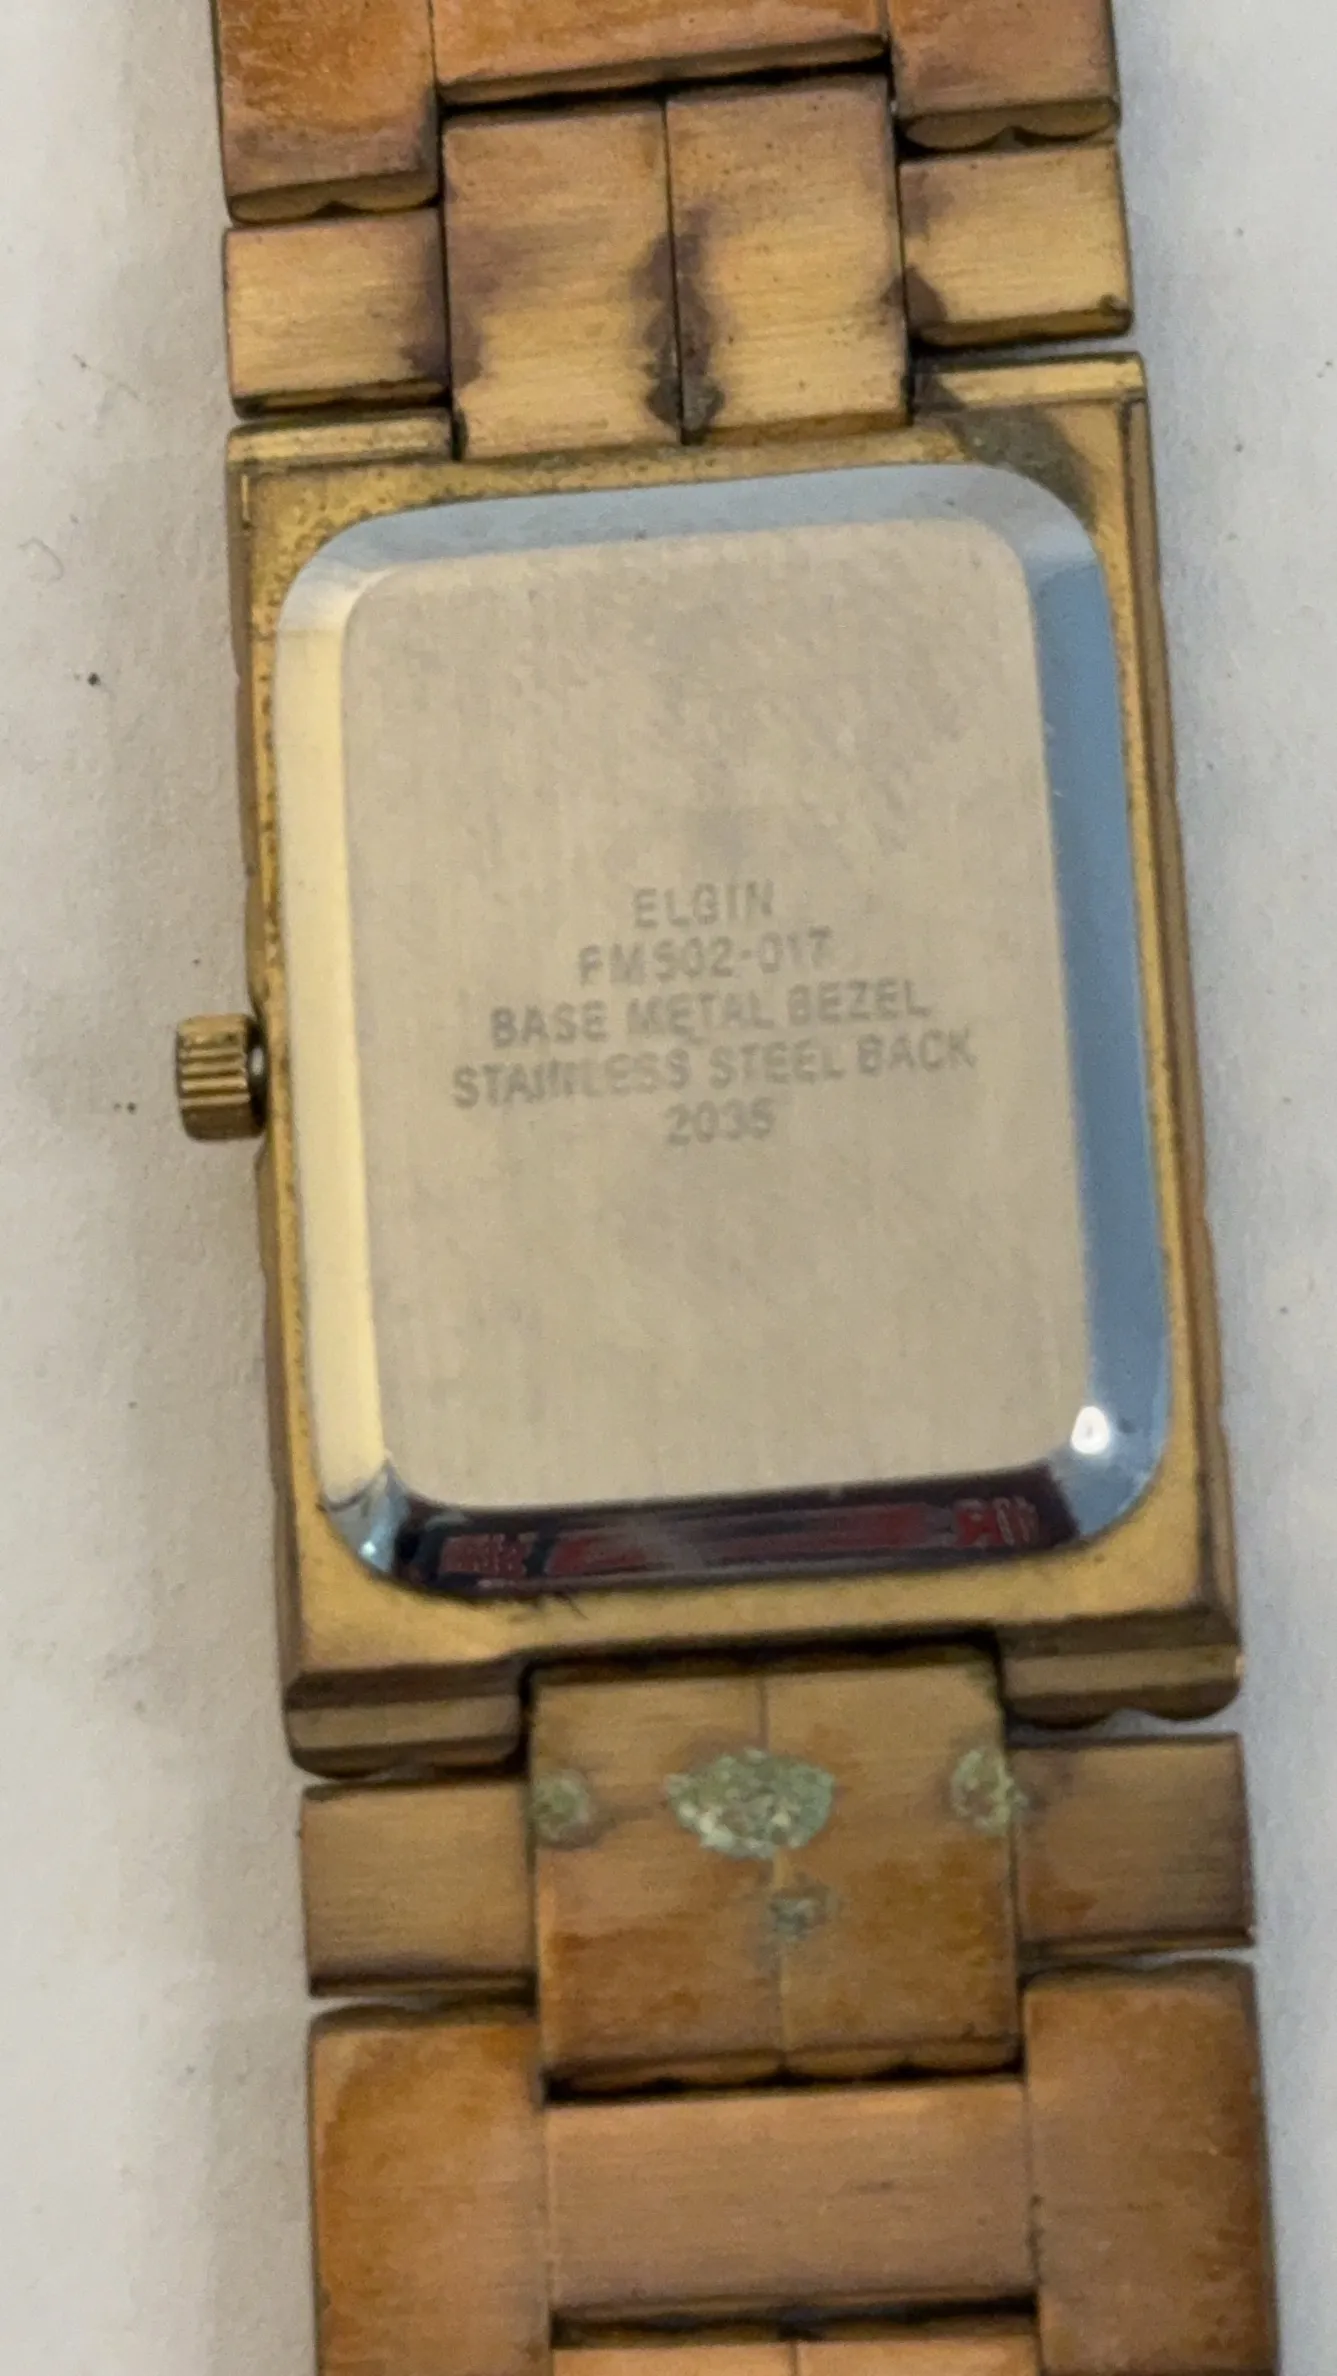 ELGIN
FM502-017
BASE METAL BEZEL
STAINLESS STEEL BACK
2035